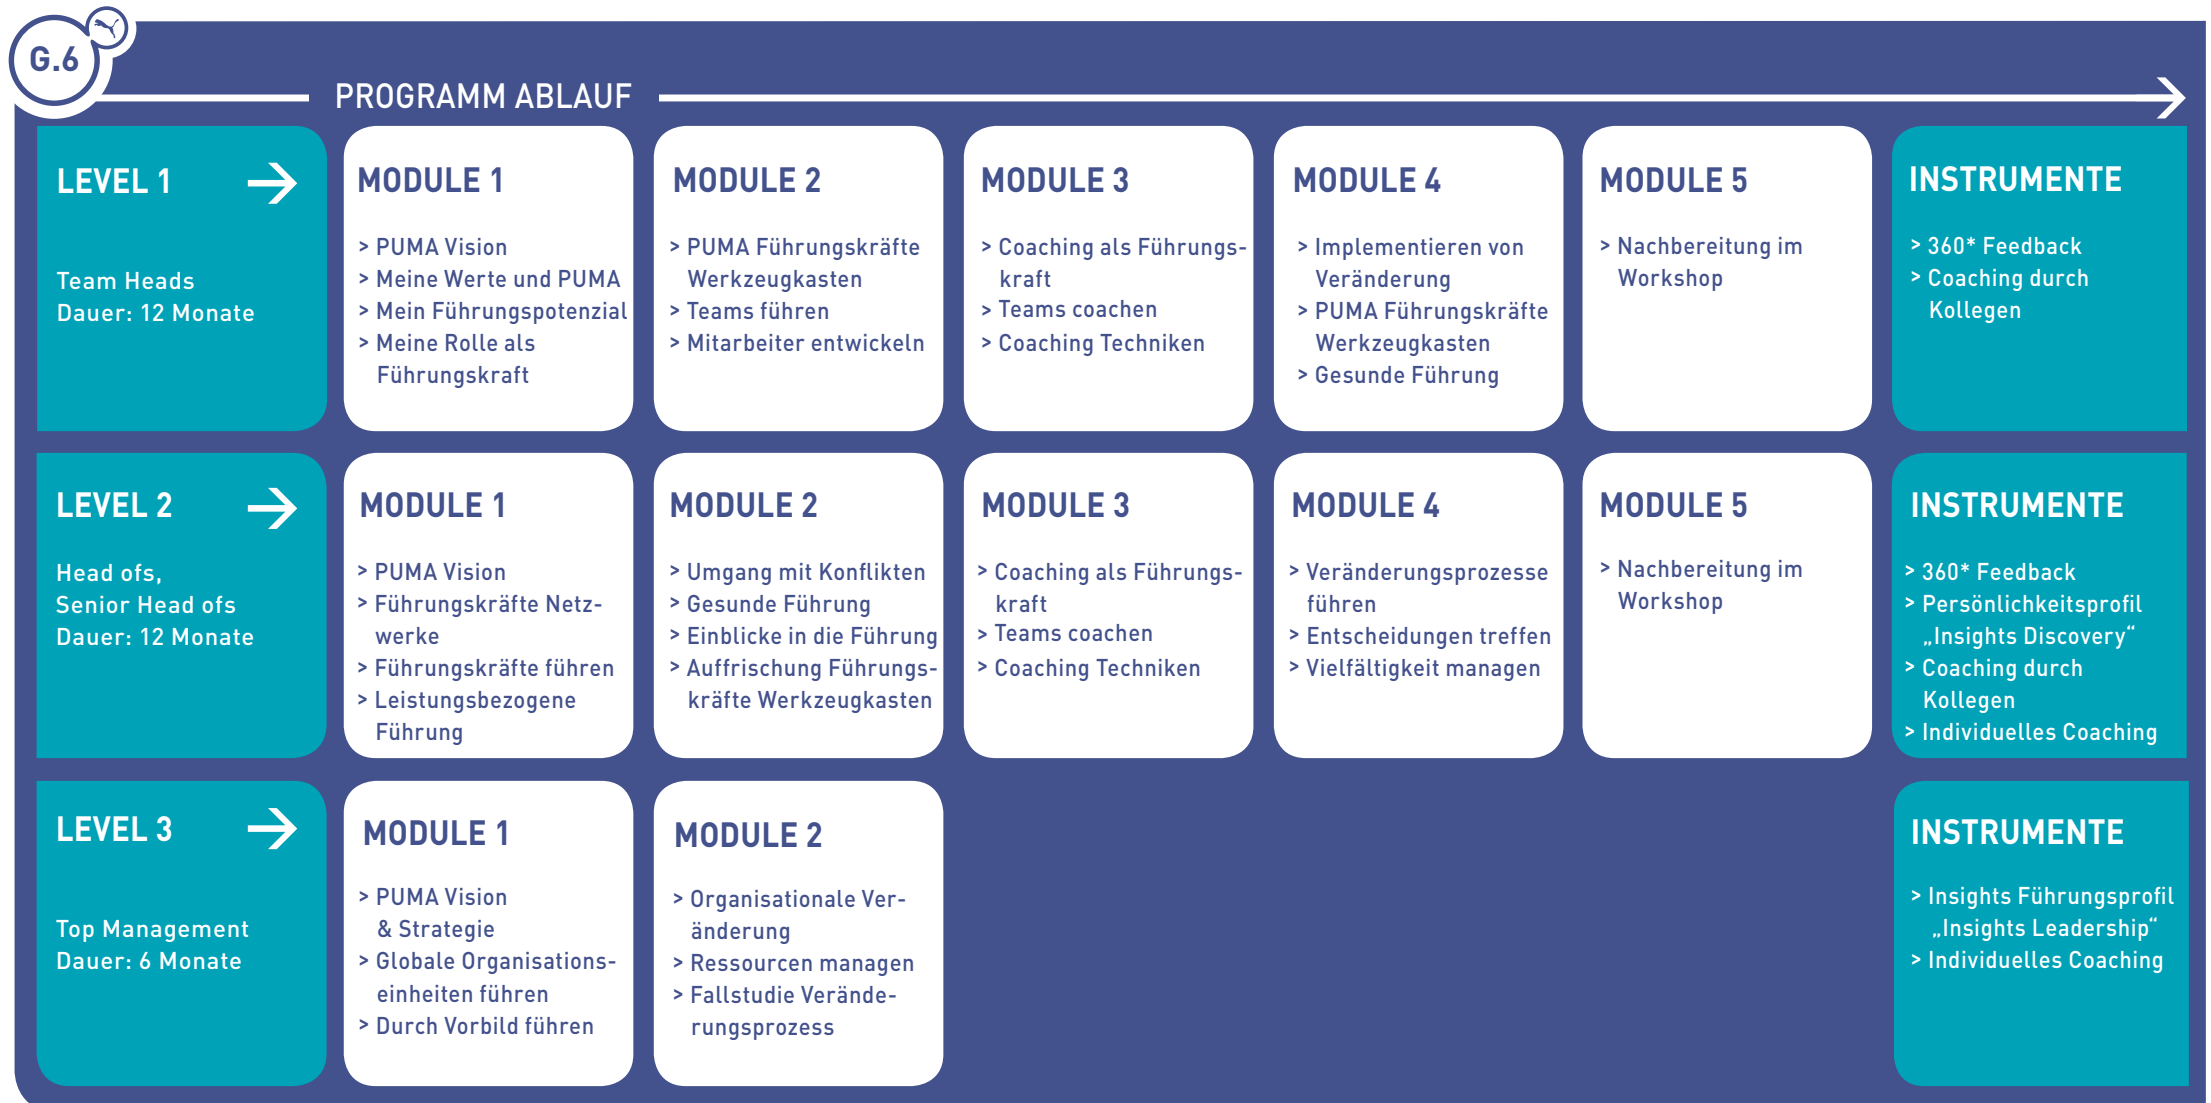 G.6
PROGRAMM ABLAUF
LEVEL 1
Team Heads
Dauer: 12 Monate
MODULE 1
> PUMA Vision
> Meine Werte und PUMA
> Mein Führungspotenzial
> Meine Rolle als
Führungskraft
MODULE 2
> PUMA Führungskräfte
Werkzeugkasten
> Teams führen
> Mitarbeiter entwickeln
MODULE 3
> Coaching als Führungs-
kraft
> Teams coachen
> Coaching Techniken
MODULE 4
> Implementieren von
Veränderung
> PUMA Führungskräfte
Werkzeugkasten
> Gesunde Führung
MODULE 5
> Nachbereitung im
Workshop
INSTRUMENTE
> 360* Feedback
> Coaching durch
Kollegen
LEVEL 2
Head ofs,
Senior Head ofs
Dauer: 12 Monate
MODULE 1
> PUMA Vision
> Führungskräfte Netz-
werke
> Führungskräfte führen
> Leistungsbezogene
Führung
MODULE 2
> Umgang mit Konflikten
> Gesunde Führung
> Einblicke in die Führung
> Auffrischung Führungs-
kräfte Werkzeugkasten
MODULE 3
> Coaching als Führungs-
kraft
> Teams coachen
> Coaching Techniken
MODULE 4
> Veränderungsprozesse
führen
> Entscheidungen treffen
> Vielfältigkeit managen
MODULE 5
> Nachbereitung im
Workshop
INSTRUMENTE
> 360* Feedback
> Persönlichkeitsprofil
„Insights Discovery“
> Coaching durch
Kollegen
> Individuelles Coaching
LEVEL 3
Top Management
Dauer: 6 Monate
MODULE 1
> PUMA Vision
& Strategie
> Globale Organisations-
einheiten führen
> Durch Vorbild führen
MODULE 2
> Organisationale Ver-
änderung
> Ressourcen managen
> Fallstudie Verände-
rungsprozess
INSTRUMENTE
> Insights Führungsprofil
„Insights Leadership“
> Individuelles Coaching